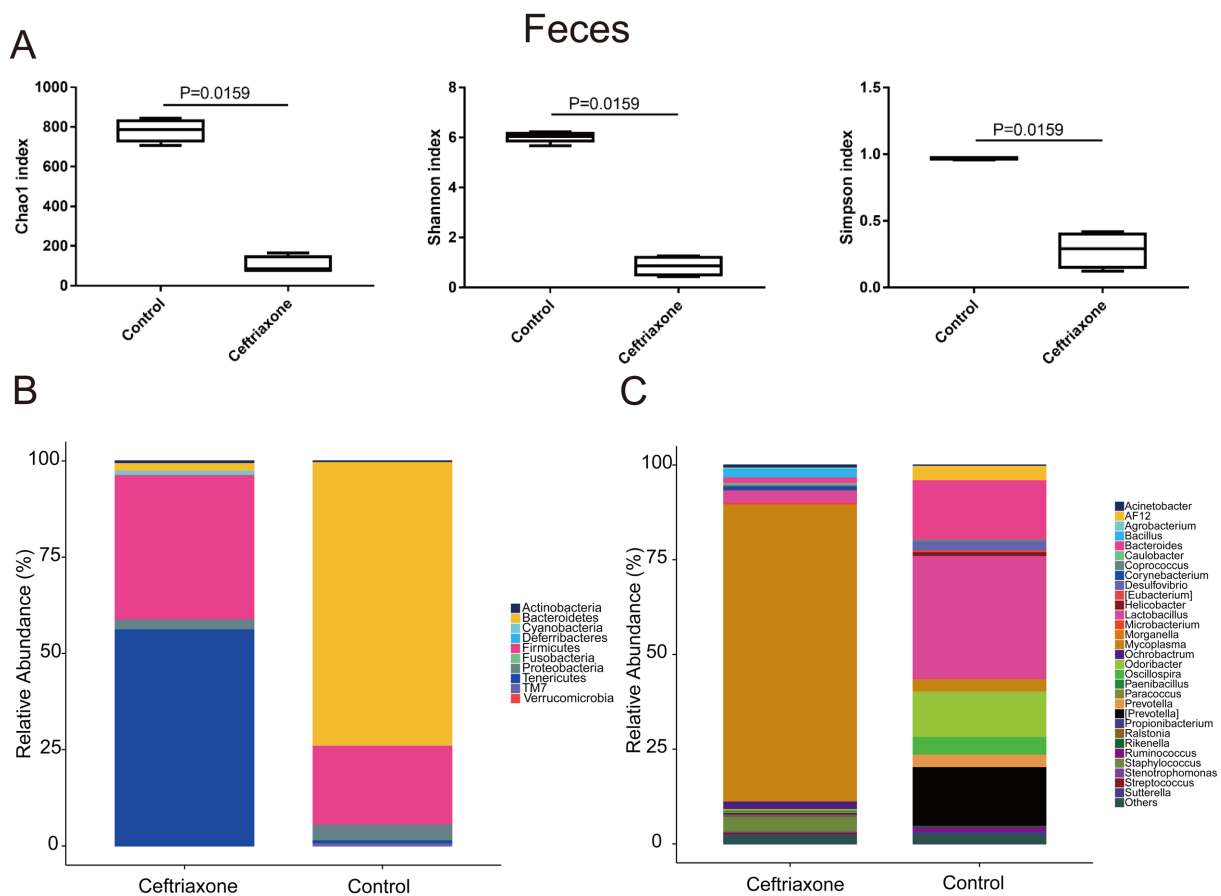 Feces
A
Chao1 index
1000
800
600
400
200
0
P=0.0159
Control
Ceftriaxone
Shannon index
8
6
4
2
0
P=0.0159
Control
Ceftriaxone
Simpson index
1.5
1.0
0.5
0.0
P=0.0159
Control
Ceftriaxone
B
Relative Abundance (%)
100
75
50
25
0
Ceftriaxone
Control
Actinobacteria
Bacteroidetes
Cyanobacteria
Deferribacteres
Firmicutes
Fusobacteria
Proteobacteria
Tenericutes
TM7
Verrucomicrobia
C
Relative Abundance (%)
100
75
50
25
0
Ceftriaxone
Control
Acinetobacter
AF12
Agrobacterium
Bacillus
Bacteroides
Caulobacter
Coprococcus
Corynebacterium
Desulfovibrio
[Eubacterium]
Helicobacter
Lactobacillus
Microbacterium
Morganella
Mycoplasma
Ochrobactrum
Odoribacter
Oscillospira
Paenibacillus
Paracoccus
Prevotella
[Prevotella]
Propionibacterium
Ralstonia
Rikenella
Ruminococcus
Staphylococcus
Stenotrophomonas
Streptococcus
Sutterella
Others